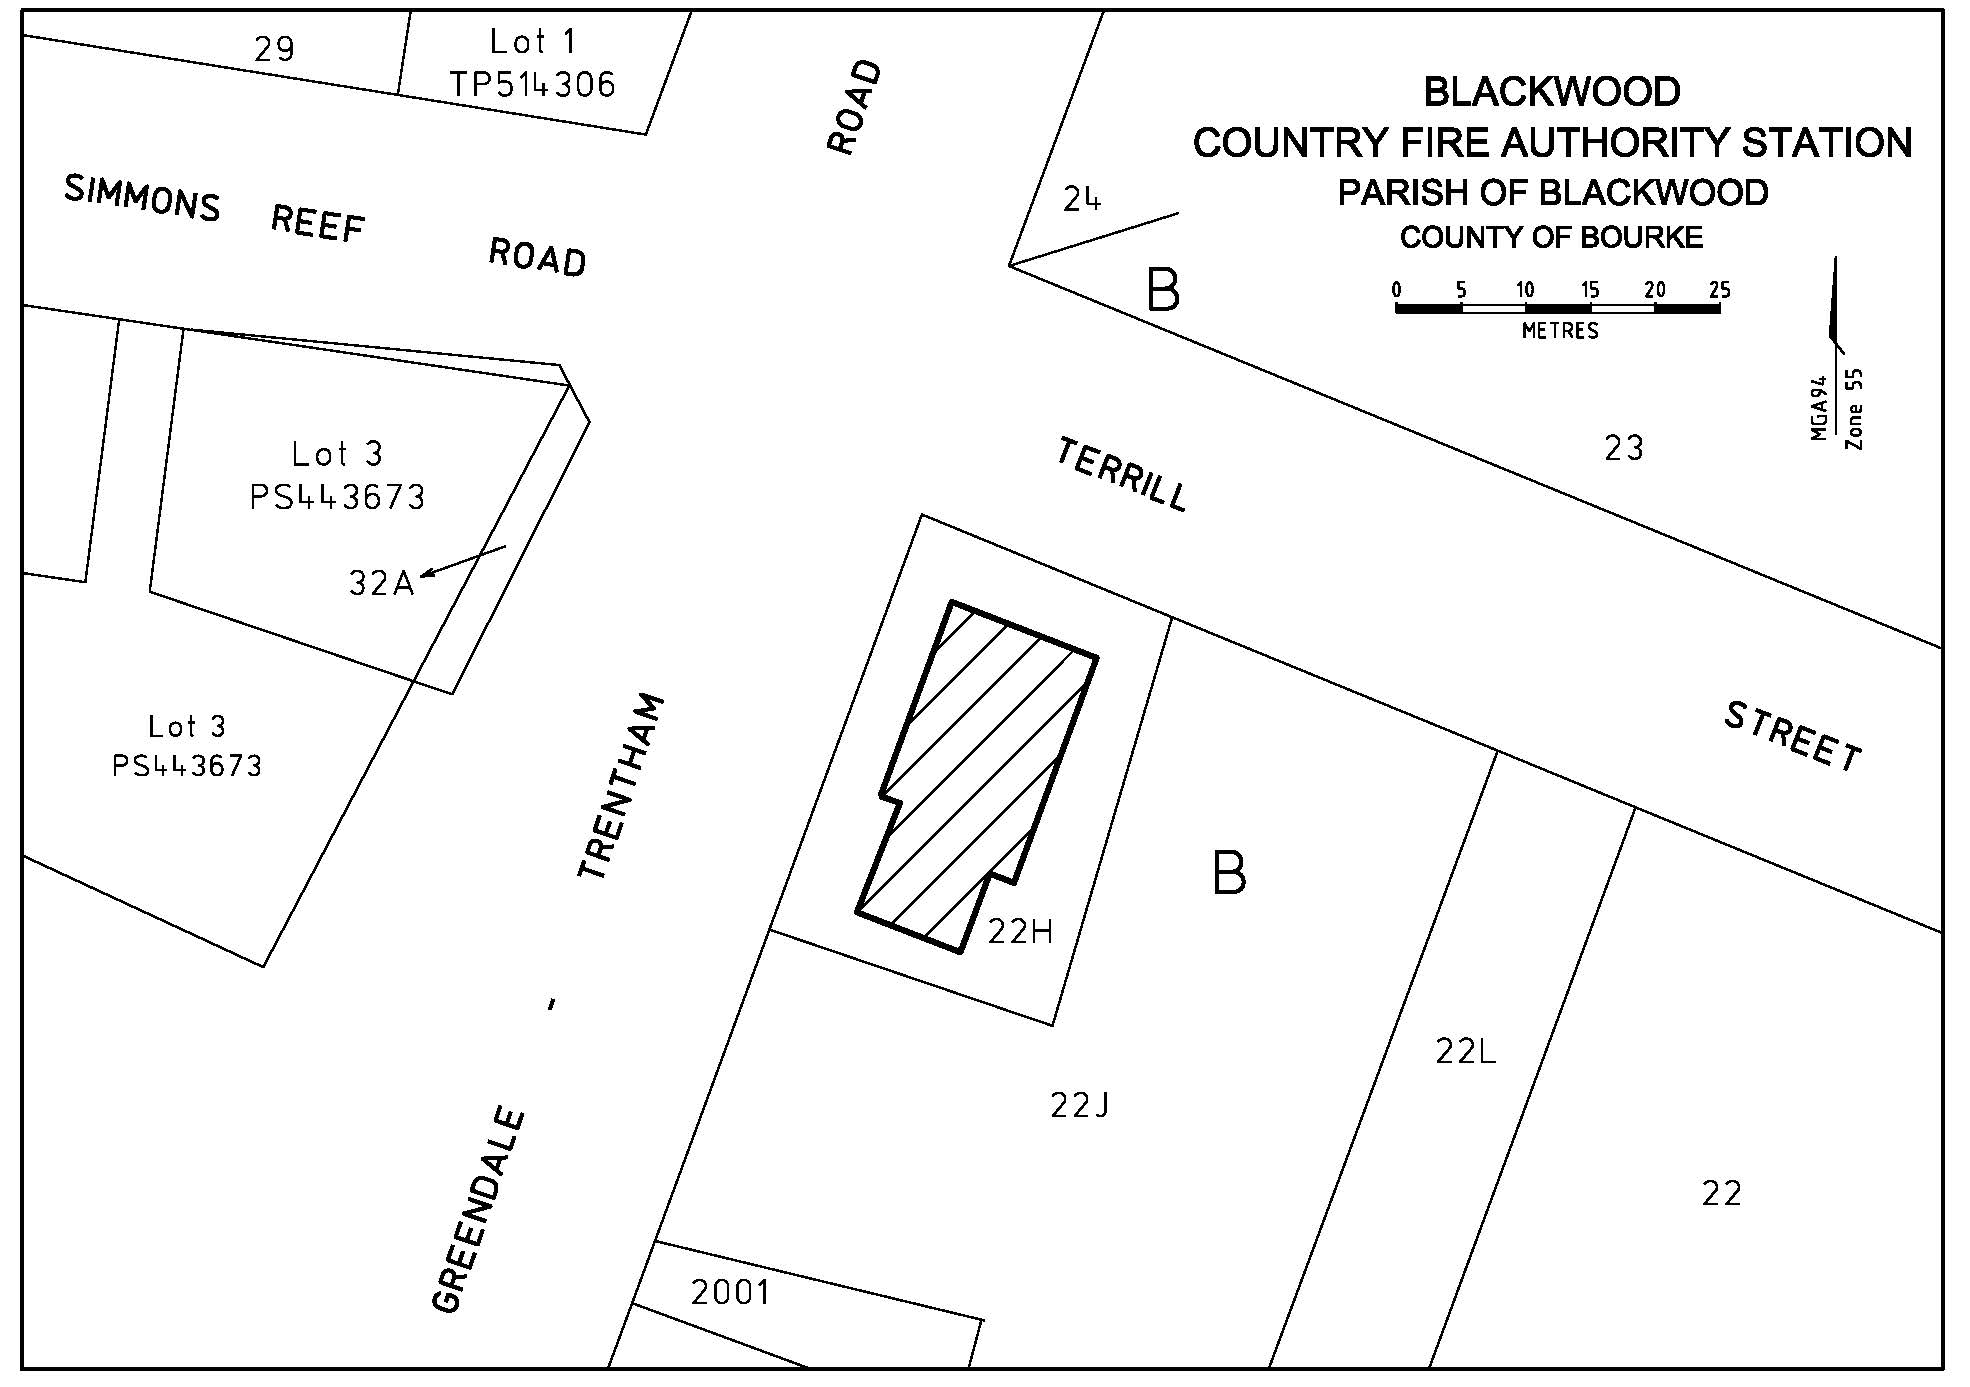 29
Lot 1
TP514306
ROAD
BLACKWOOD
COUNTRY FIRE AUTHORITY STATION
PARISH OF BLACKWOOD
COUNTY OF BOURKE
0 5 10 15 20 25
METRES
MGA94
Zone 55
SIMMONS REEF ROAD
24
B
23
Lot 3
PS443673
32A
TERRILL STREET
Lot 3
PS443673
GREENDALE - TRENTHAM
22H
B
22L
22J
22
2001